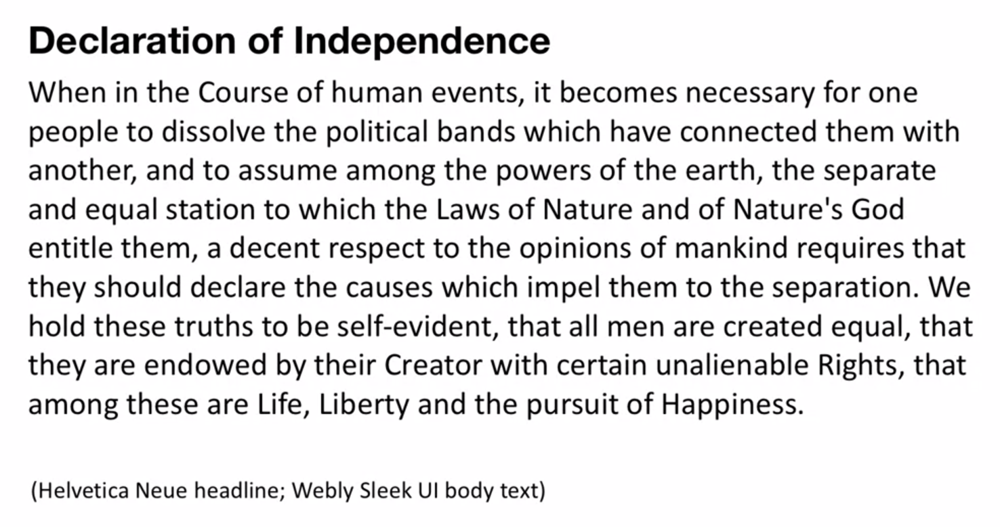 Declaration of Independence
When in the Course of human events, it becomes necessary for one
people to dissolve the political bands which have connected them with
another, and to assume among the powers of the earth, the separate
and equal station to which the Laws of Nature and of Nature's God
entitle them, a decent respect to the opinions of mankind requires that
they should declare the causes which impel them to the separation. We
hold these truths to be self-evident, that all men are created equal, that
they are endowed by their Creator with certain unalienable Rights, that
among these are Life, Liberty and the pursuit of Happiness.
(Helvetica Neue headline; Webly Sleek UI body text)